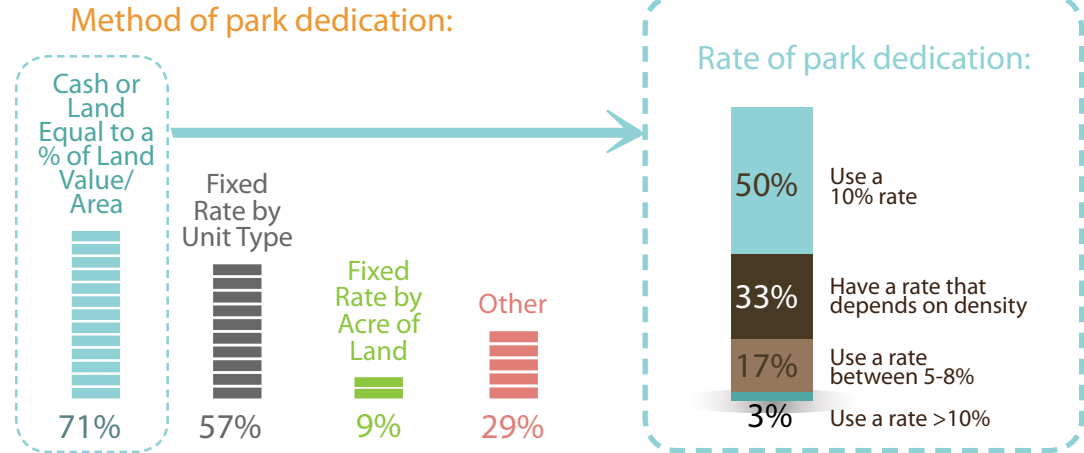 Method of park dedication:
Cash or
Land
Equal to a
% of Land
Value/
Area
71%
Fixed
Rate by
Unit Type
57%
Fixed
Rate by
Acre of
Land
9%
Other
29%
Rate of park dedication:
50%
Use a
10% rate
33%
Have a rate that
depends on density
17%
Use a rate
between 5-8%
3%
Use a rate >10%